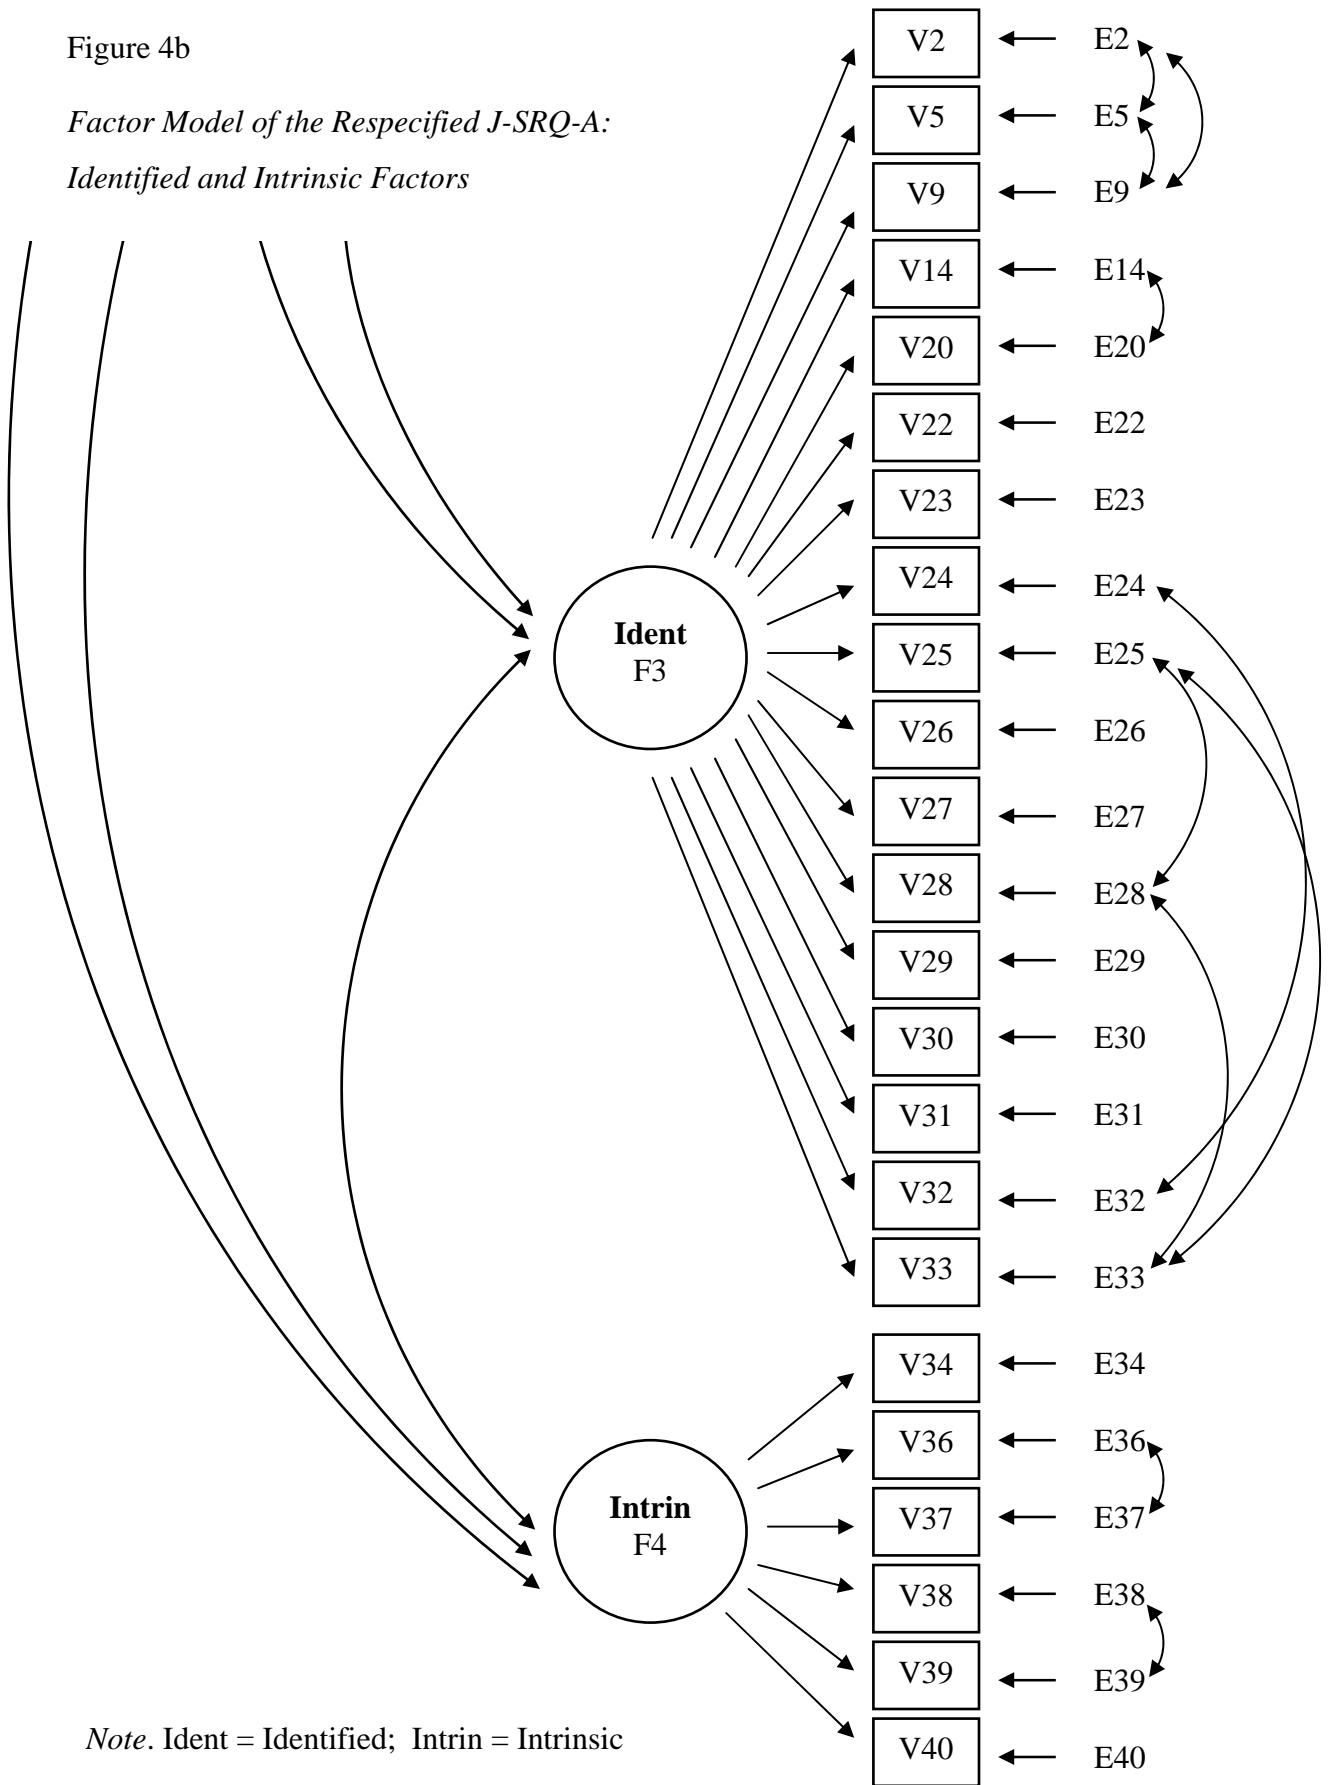 Figure 4b
Factor Model of the Respecified J-SRQ-A:
Identified and Intrinsic Factors
V2 E2
V5 E5
V9 E9
V14 E14
V20 E20
V22 E22
V23 E23
V24 E24
Ident
F3
V25 E25
V26 E26
V27 E27
V28 E28
V29 E29
V30 E30
V31 E31
V32 E32
V33 E33
V34 E34
V36 E36
Intrin
F4
V37 E37
V38 E38
V39 E39
V40 E40
Note. Ident = Identified; Intrin = Intrinsic